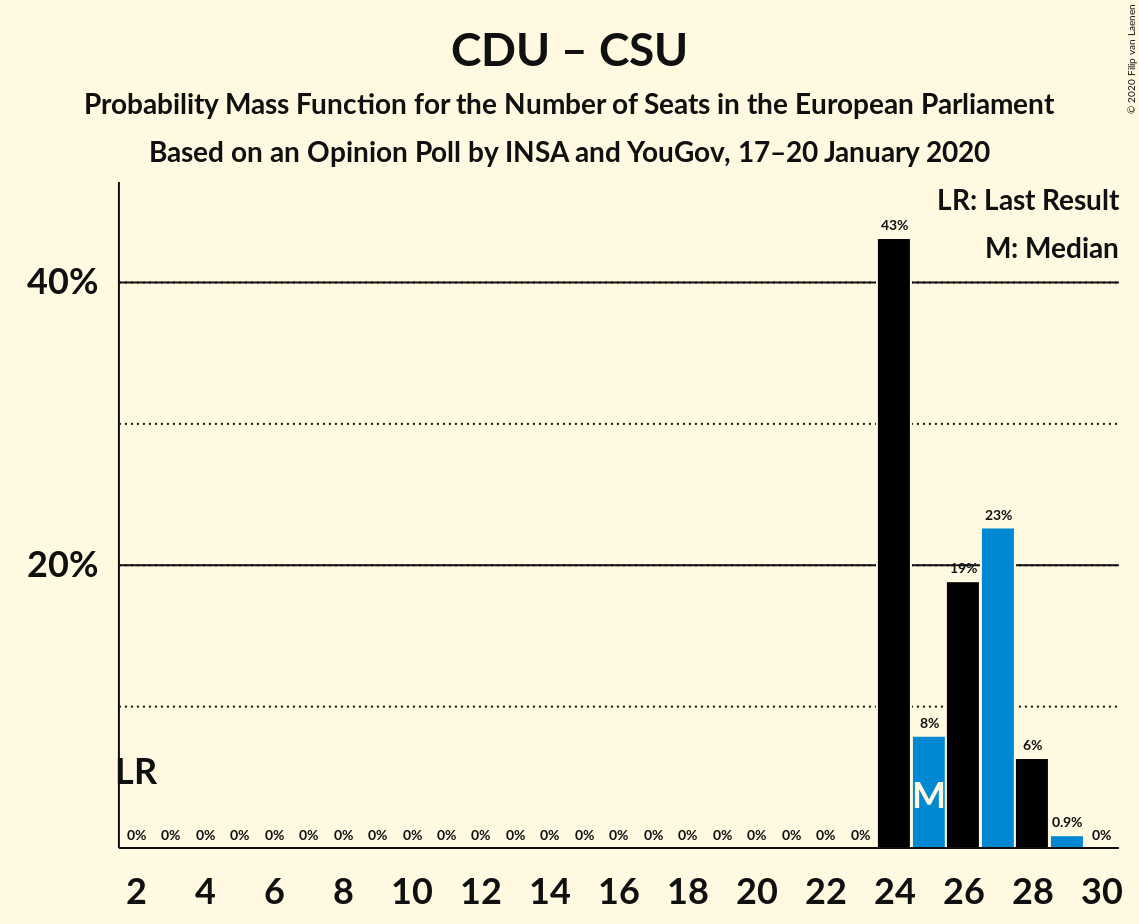 CDU – CSU
Probability Mass Function for the Number of Seats in the European Parliament
Based on an Opinion Poll by INSA and YouGov, 17–20 January 2020
© 2020 Filip van Laenen
LR: Last Result
M: Median
43%
40%
23%
20%
19%
8%
6%
LR
M
0.9%
0% 0% 0% 0% 0% 0% 0% 0% 0% 0% 0% 0% 0% 0% 0% 0% 0% 0% 0% 0% 0% 0% 0%
2 4 6 8 10 12 14 16 18 20 22 24 26 28 30